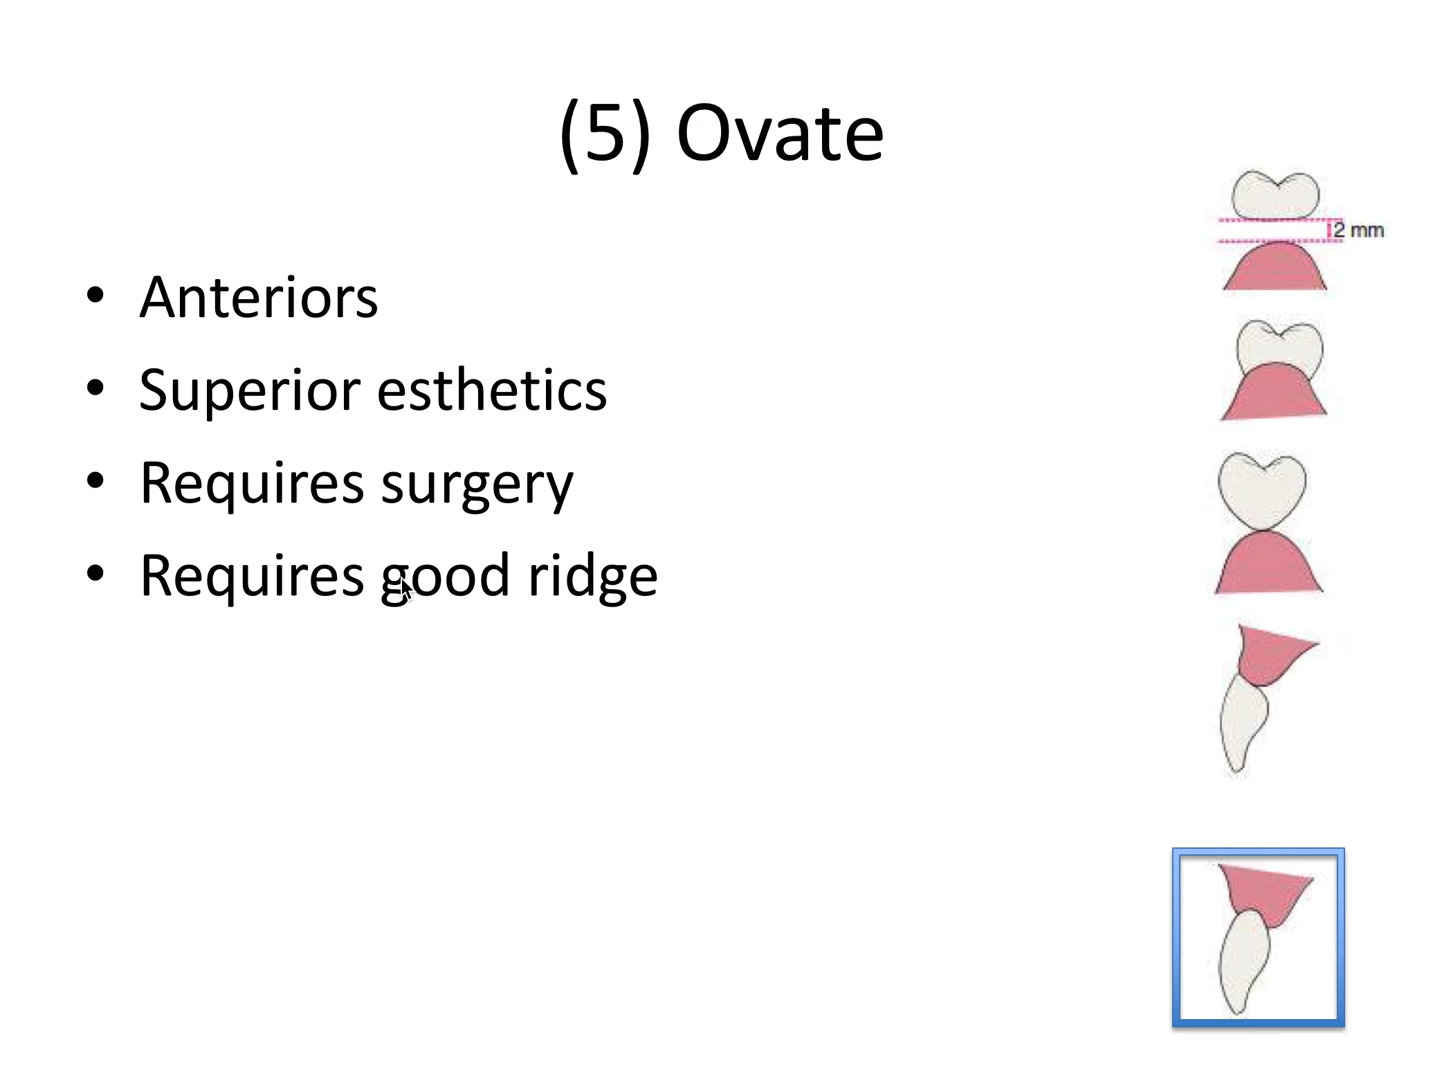 (5) Ovate
2 mm
• Anteriors
• Superior esthetics
• Requires surgery
• Requires good ridge